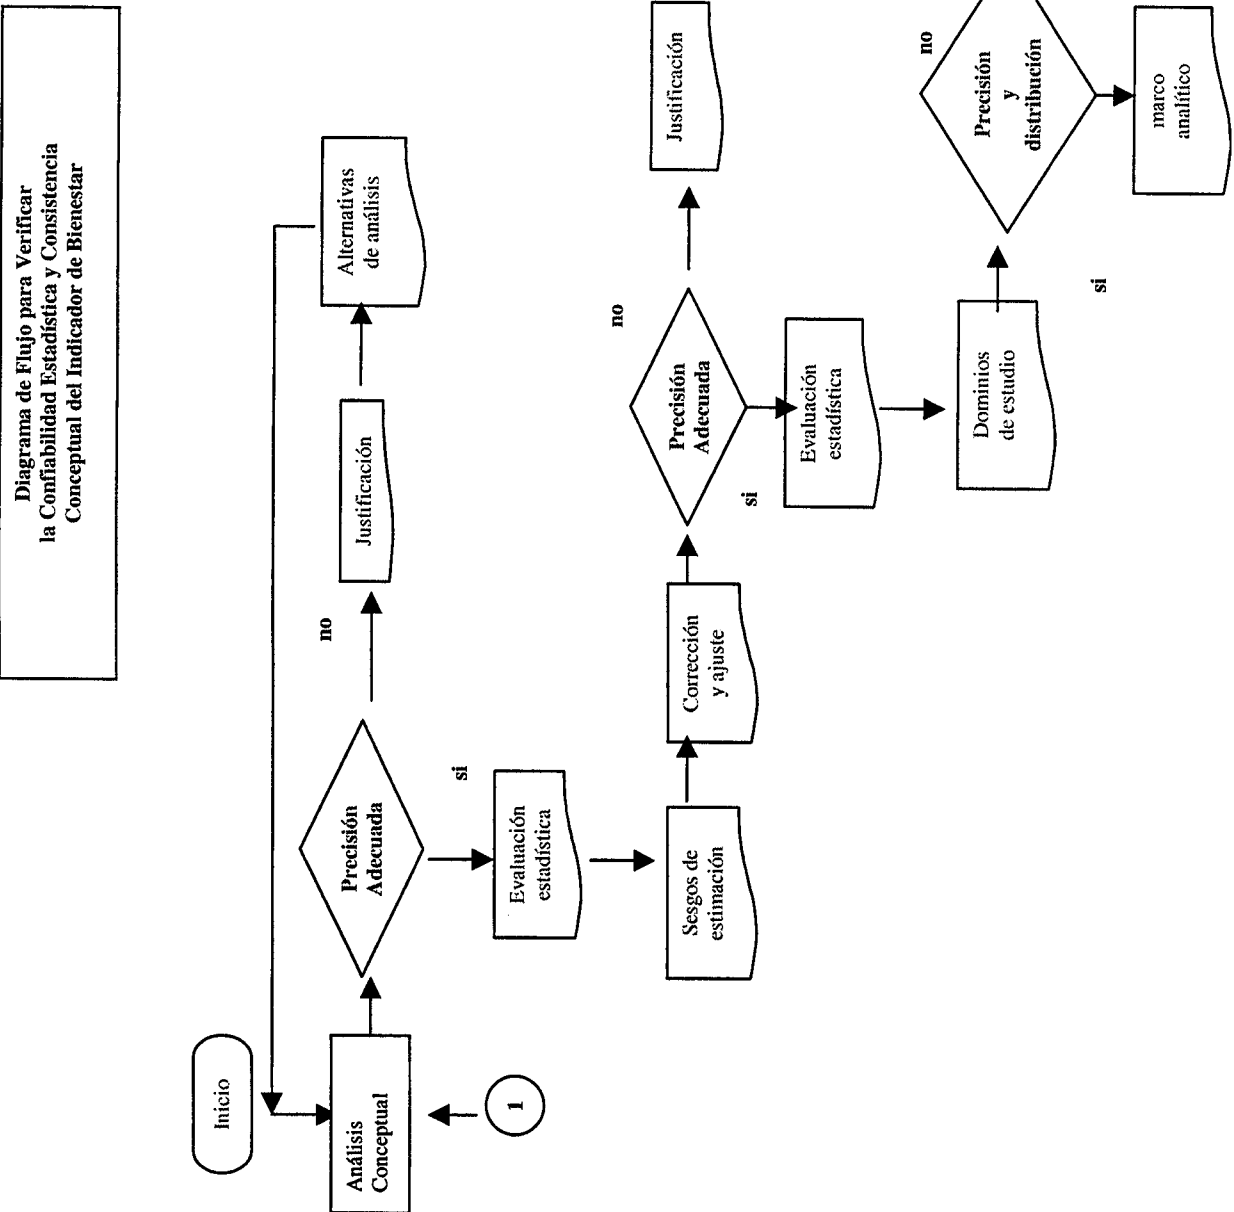 Diagrama de Flujo para Verificar
la Confiabilidad Estadística y Consistencia
Conceptual del Indicador de Bienestar
Inicio
Análisis
Conceptual
1
Precisión
Adecuada
no
Justificación
Alternativas
de análisis
si
Evaluación
estadística
Sesgos de
estimación
Corrección
y ajuste
Precisión
Adecuada
no
Justificación
si
Evaluación
estadística
Dominios
de estudio
Precisión
y
distribución
no
si
marco
analítico